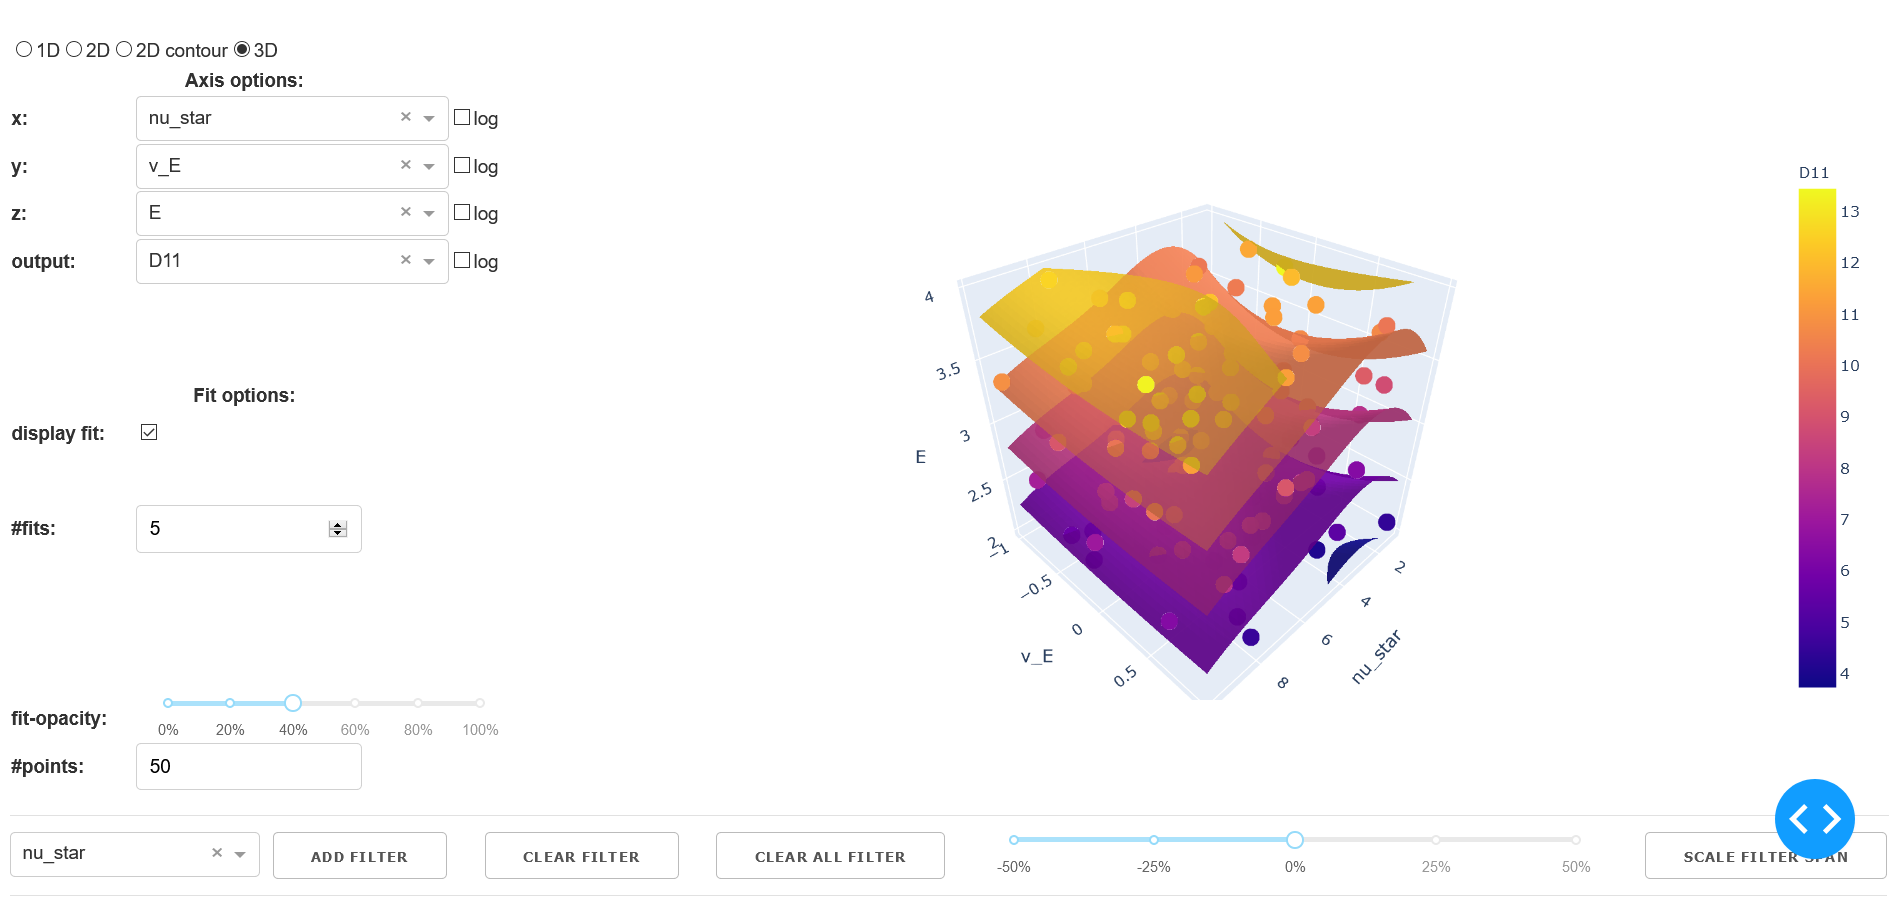 1D 2D 2D contour 3D
Axis options:
x: nu_star × log
y: v_E × log
z: E × log
output: D11 × log
Fit options:
display fit:
#fits: 5
fit-opacity:
0% 20% 40% 60% 80% 100%
#points: 50
D11
13
12
11
10
9
8
7
6
5
4
E
4
3.5
3
2.5
2
−1
−0.5
0
0.5
v_E
2
4
6
8
nu_star
nu_star × ADD FILTER CLEAR FILTER CLEAR ALL FILTER
-50% -25% 0% 25% 50%
SCALE FILTER SPAN